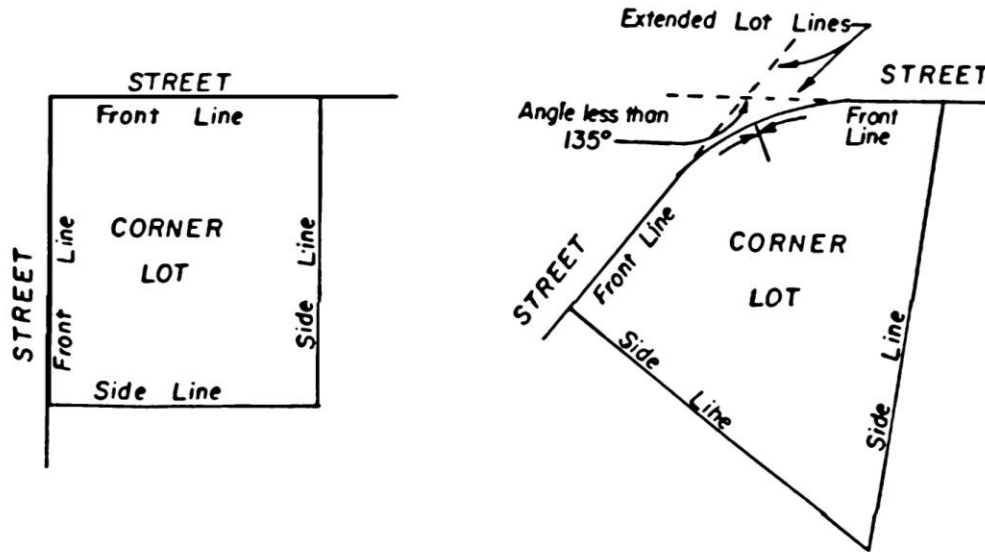 STREET
Front Line
STREET
Front Line
CORNER
LOT
Side Line
Side Line
Extended Lot Lines
STREET
Angle less than
135°
Front
Line
STREET
Front Line
CORNER
LOT
Side Line
Side Line